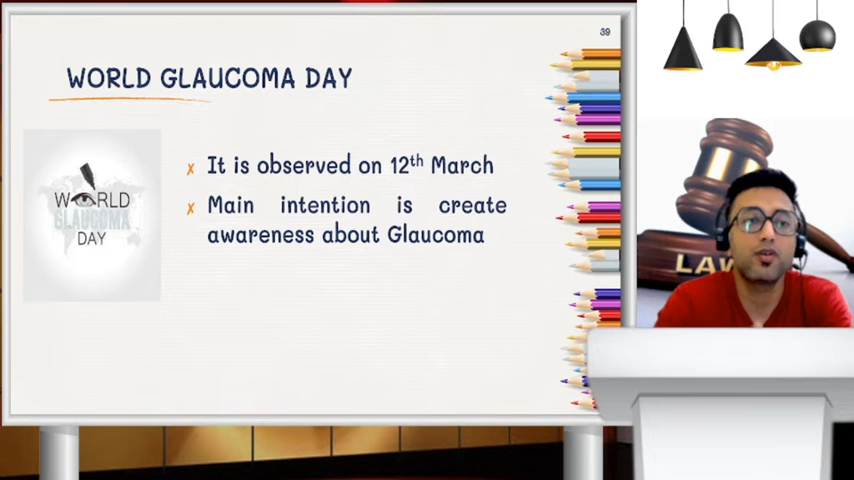 39
WORLD GLAUCOMA DAY
It is observed on 12th March
Main intention is create
awareness about Glaucoma
WORLD
GLAUCOMA
DAY
LAW